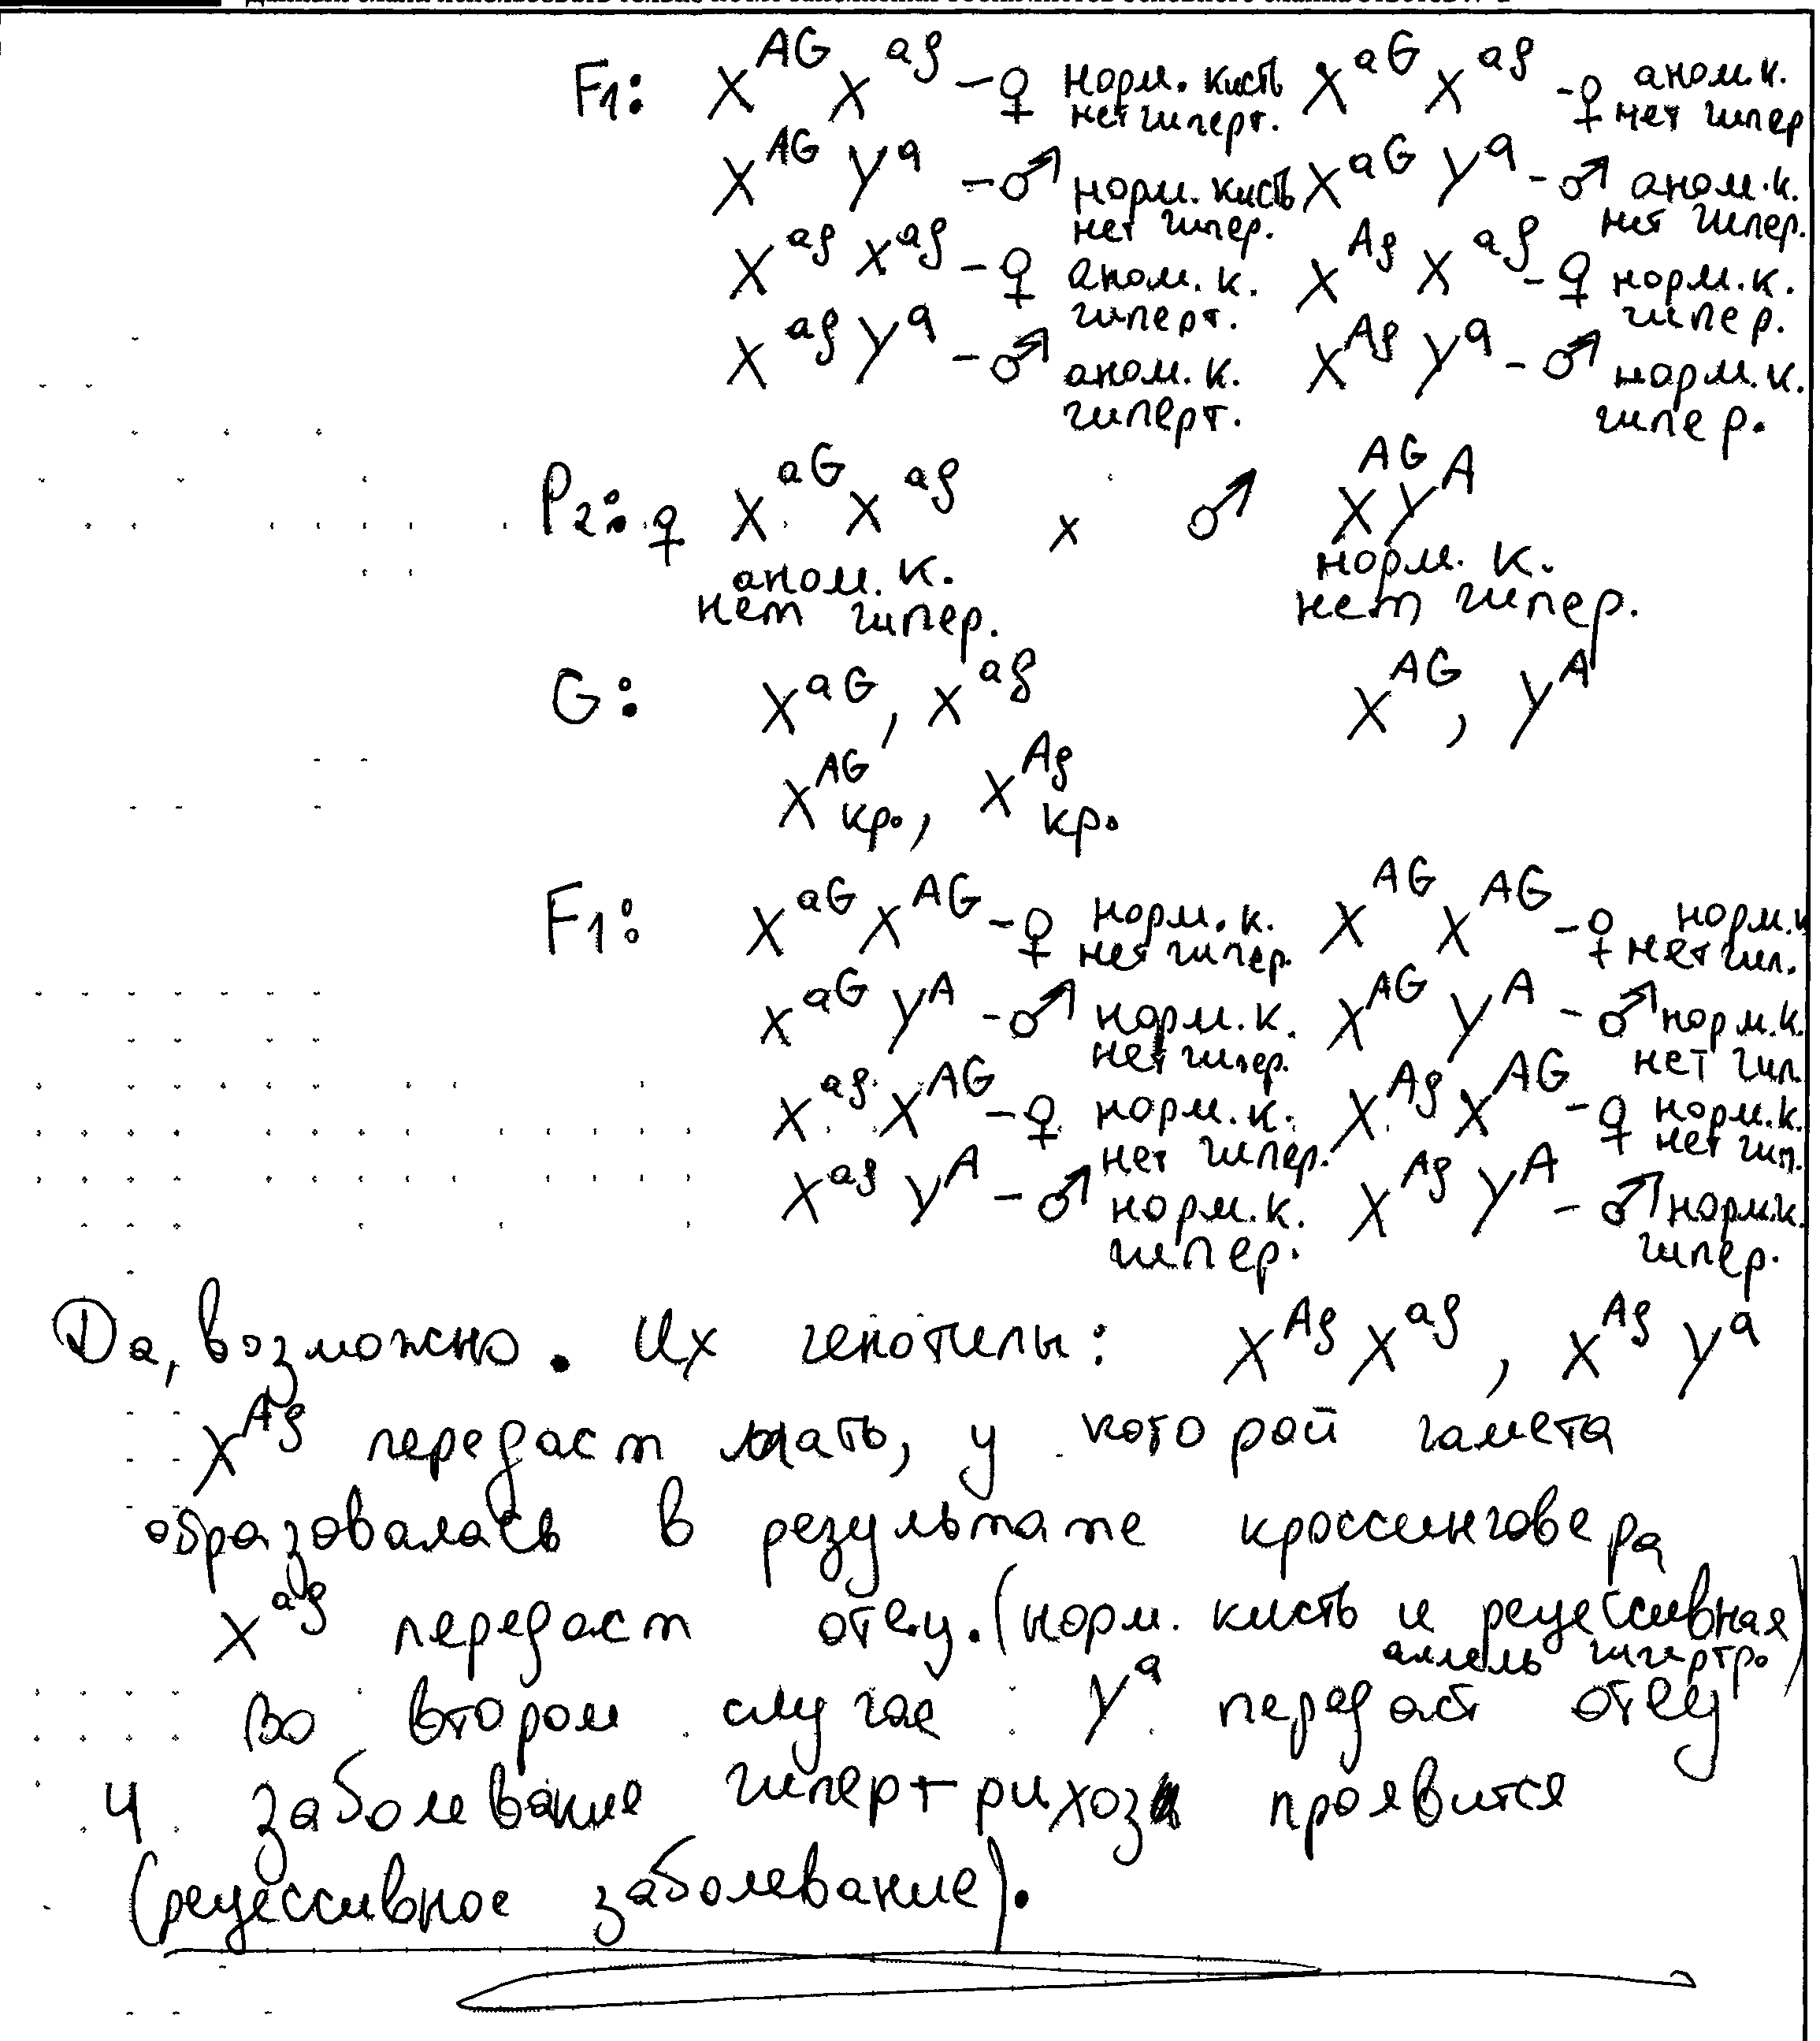 F1: X^AG X^ag – ♀ норм. кисть нет гиперт. X^aG X^ag – ♀ аном. к. нет гипер
X^AG Y^a – ♂ норм. кисть нет гипер. X^aG Y^a – ♂ аном. к. нет гипер.
X^ag X^ag – ♀ аном. к. гиперт. X^Ag X^ag – ♀ норм. к. гипер.
X^ag Y^a – ♂ аном. к. гиперт. X^Ag Y^a – ♂ норм. к. гипер.
P2: ♀ X^aG X^ag x ♂ X^AG Y^A
аном. к. норм. к.
нет гипер. нет гипер.
G: X^aG, X^ag X^AG, Y^A
X^AG кр., X^Ag кр.
F1: X^aG X^AG – ♀ норм. к. нет гипер. X^AG X^AG – ♀ норм. к нет гип.
X^aG Y^A – ♂ норм. к. нет гипер. X^AG Y^A – ♂ норм. к. нет гип.
X^ag X^AG – ♀ норм. к. нет гипер. X^Ag X^AG – ♀ норм. к. нет гип.
X^ag Y^A – ♂ норм. к. гипер. X^Ag Y^A – ♂ норм. к. гипер.
Да, возможно. Их генотипы: X^Ag X^ag, X^Ag Y^a
X^Ag передаст мать, у которой гамета
образовалась в результате кроссинговера
X^ag передаст отец. (норм. кисть и рецессивная
аллель гипертр.)
Во втором случае Y^a передаст отец
и заболевание гипертрихоз проявится
(рецессивное заболевание).